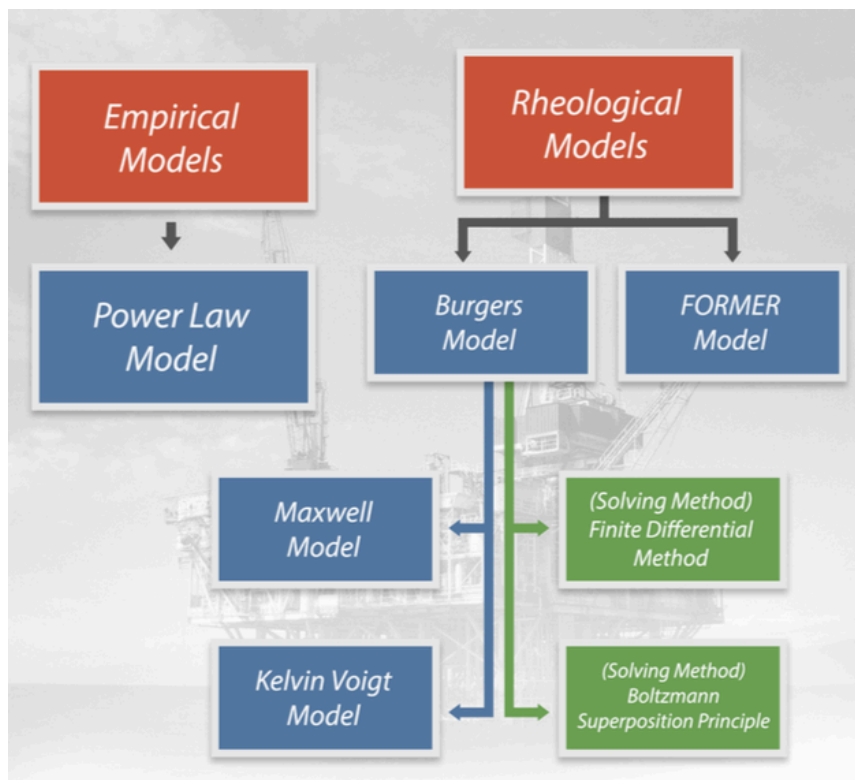 Empirical
Models
Rheological
Models
Power Law
Model
Burgers
Model
FORMER
Model
Maxwell
Model
(Solving Method)
Finite Differential
Method
Kelvin Voigt
Model
(Solving Method)
Boltzmann
Superposition Principle